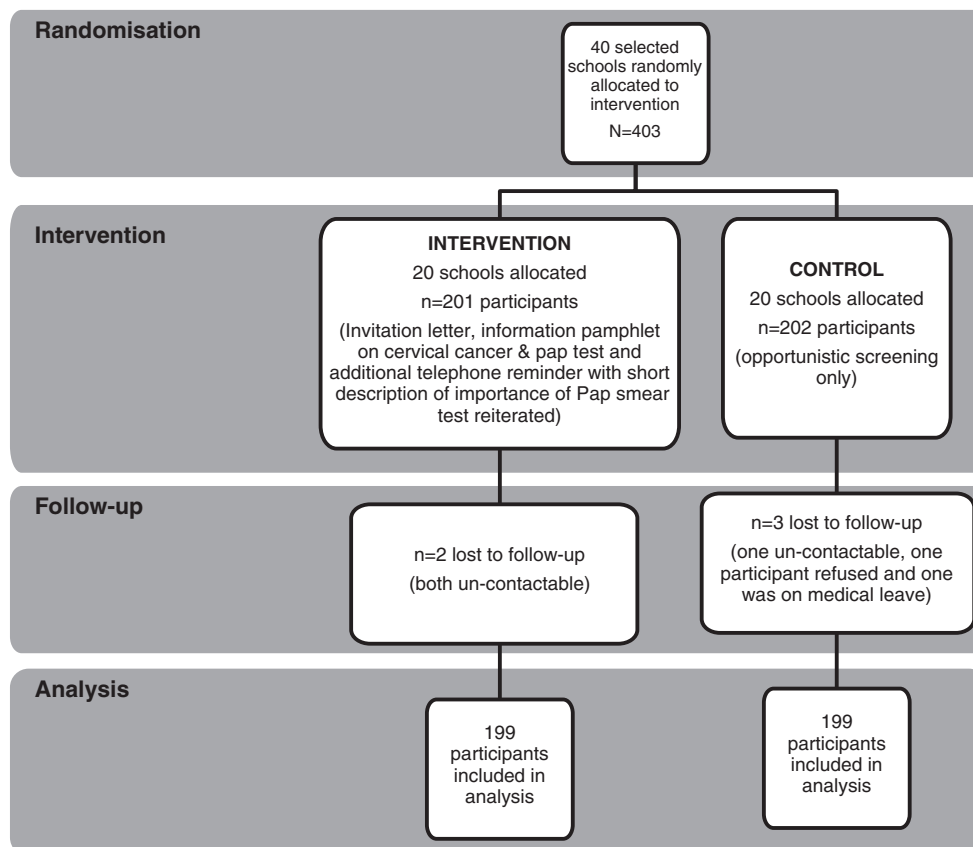 Randomisation
40 selected
schools randomly
allocated to
intervention
N=403
Intervention
INTERVENTION
20 schools allocated
n=201 participants
(Invitation letter, information pamphlet
on cervical cancer & pap test and
additional telephone reminder with short
description of importance of Pap smear
test reiterated)
CONTROL
20 schools allocated
n=202 participants
(opportunistic screening
only)
Follow-up
n=2 lost to follow-up
(both un-contactable)
n=3 lost to follow-up
(one un-contactable, one
participant refused and one
was on medical leave)
Analysis
199
participants
included in
analysis
199
participants
included in
analysis